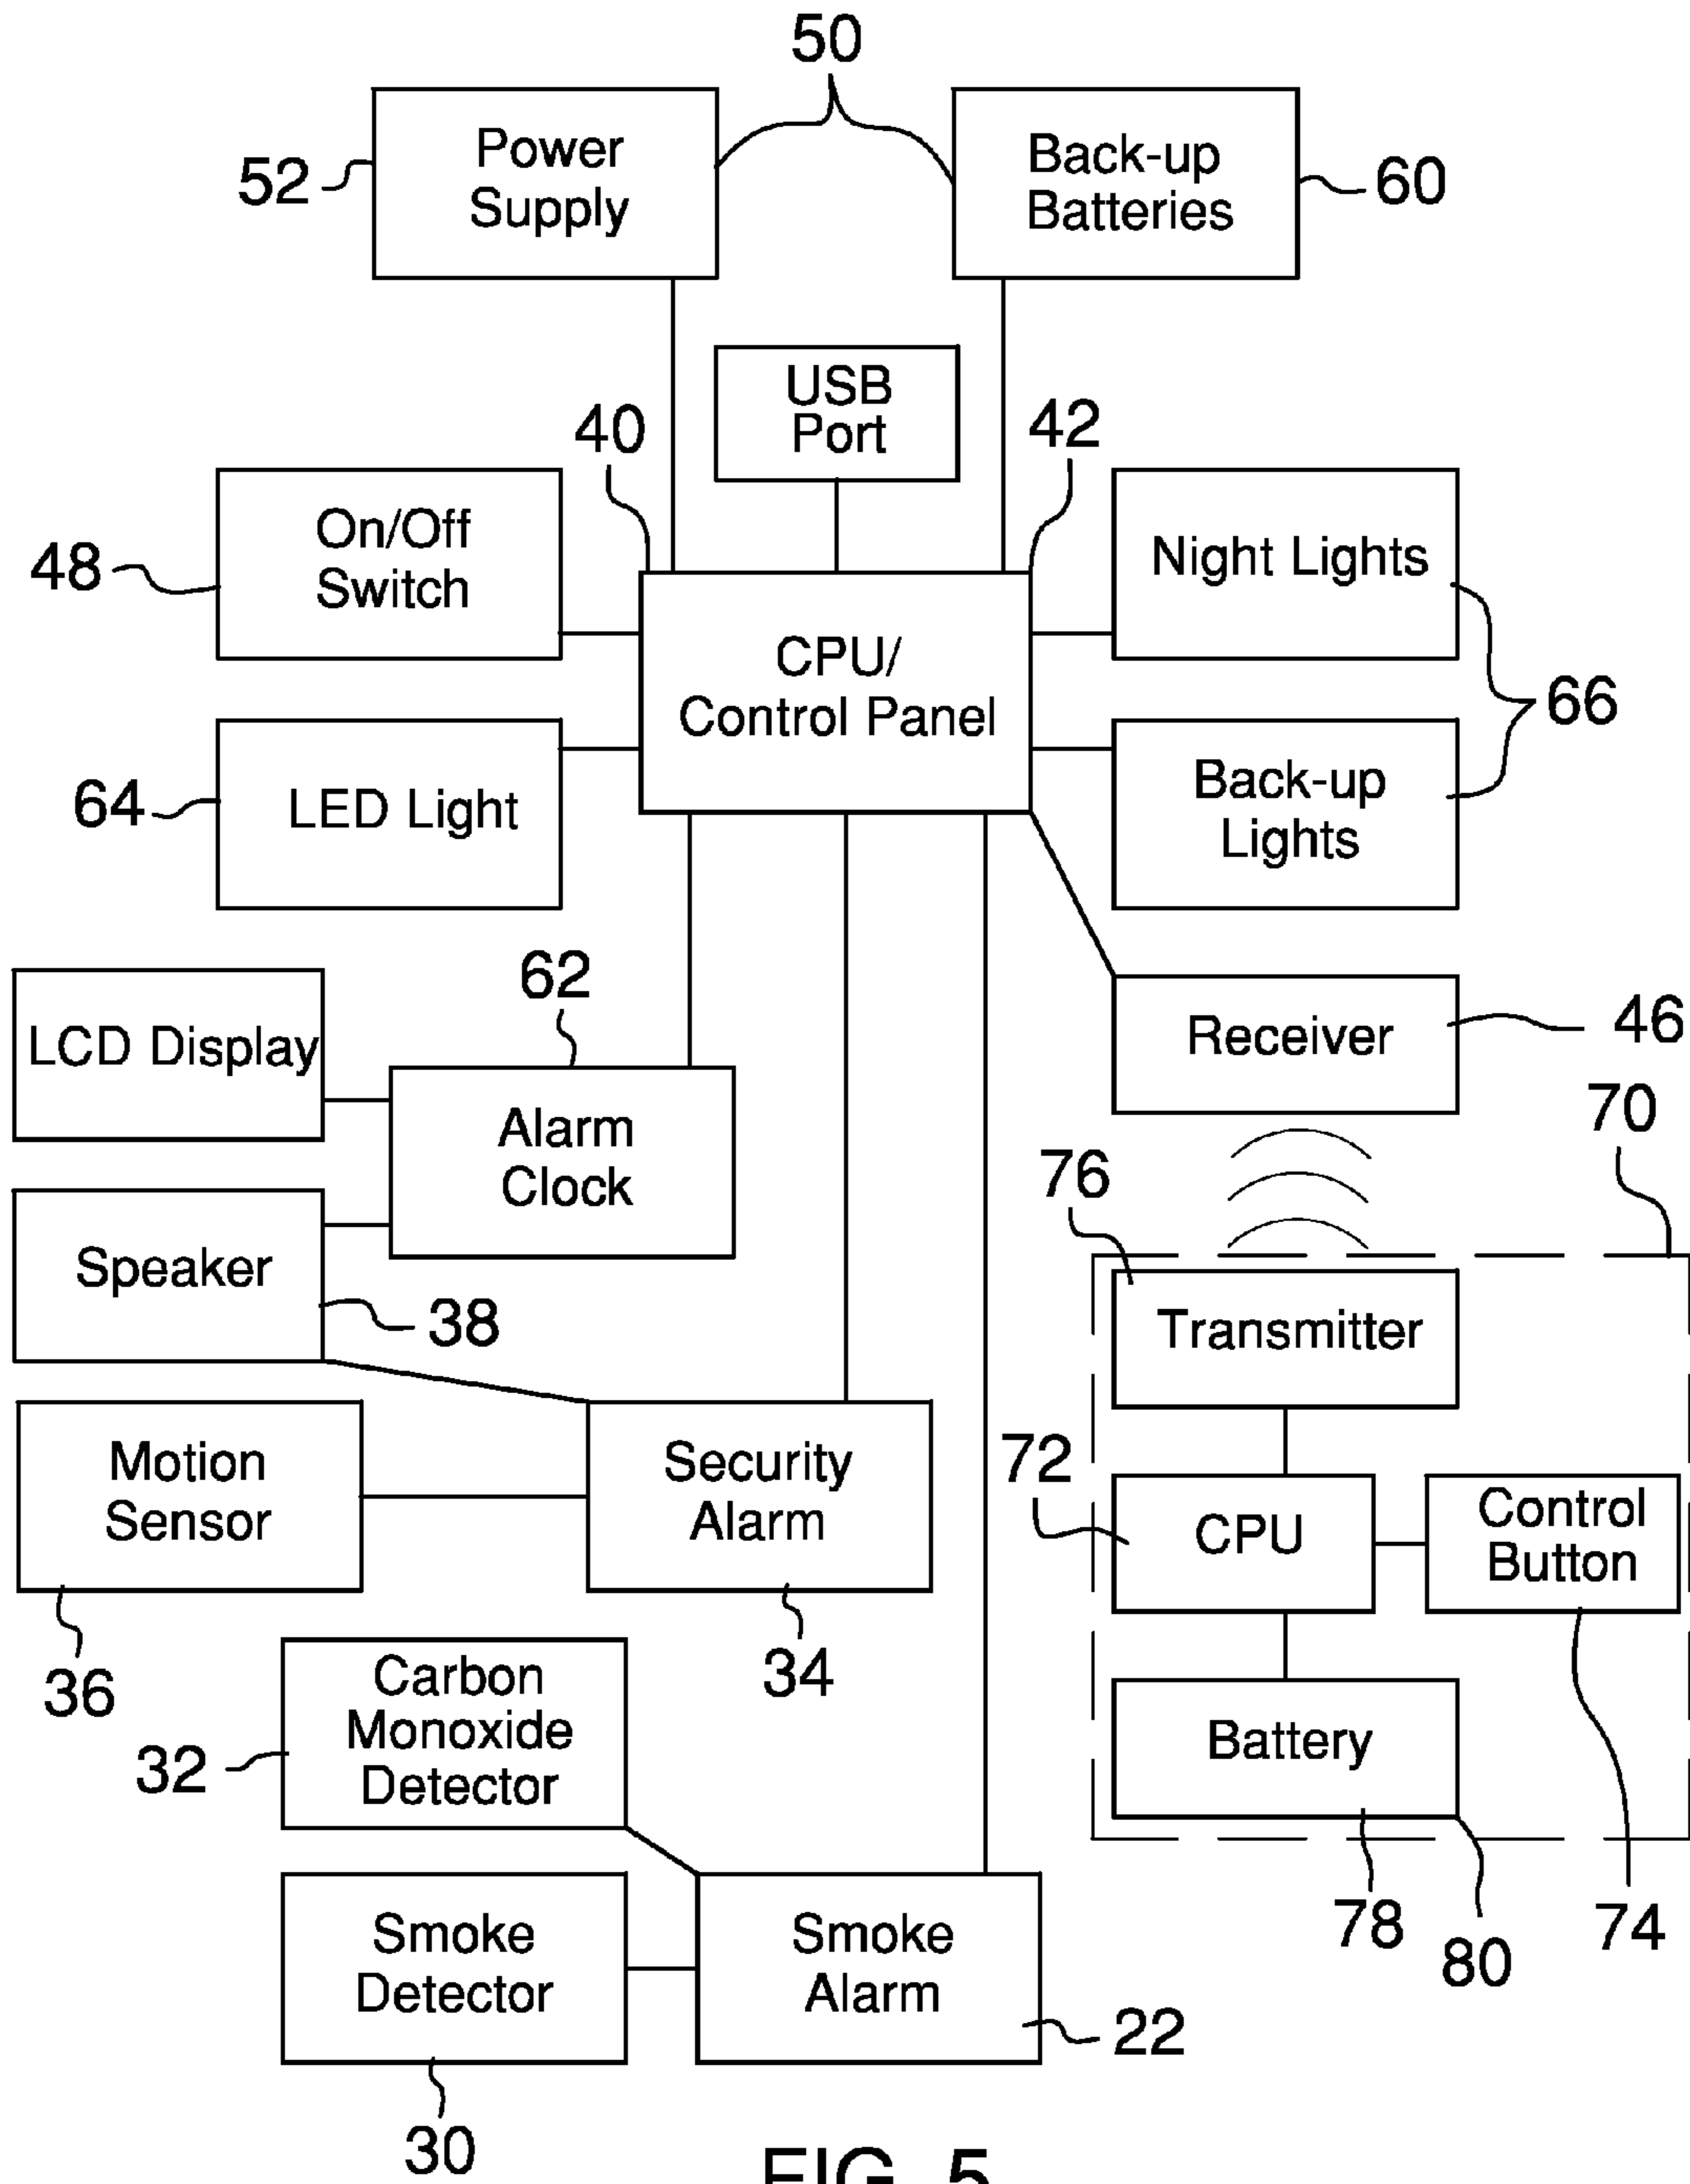 50
Power
Supply
52
Back-up
Batteries
60
USB
Port
40
42
On/Off
Switch
48
Night Lights
CPU/
Control Panel
66
LED Light
64
Back-up
Lights
62
LCD Display
Receiver
46
70
Alarm
Clock
76
Speaker
38
Transmitter
Motion
Sensor
Security
Alarm
72
CPU
Control
Button
36
34
Carbon
Monoxide
Detector
32
Battery
78
80
74
Smoke
Detector
Smoke
Alarm
22
30
FIG. 5